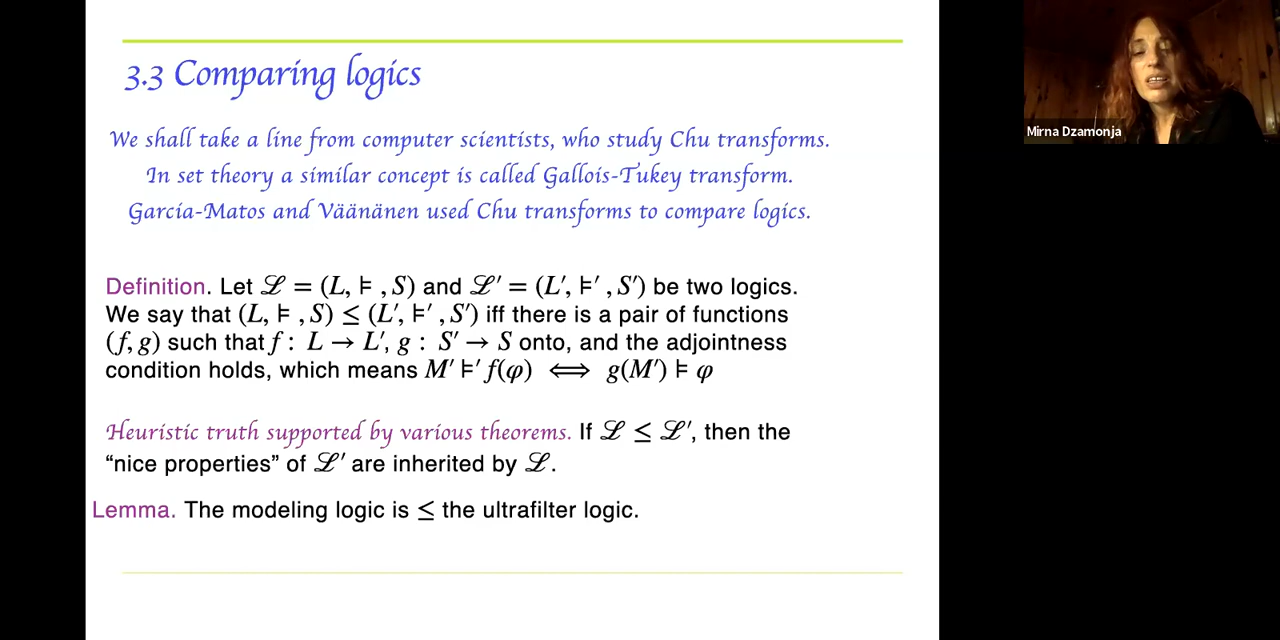 3.3 Comparing logics
We shall take a line from computer scientists, who study Chu transforms.
In set theory a similar concept is called Gallois-Tukey transform.
García-Matos and Väänänen used Chu transforms to compare logics.
Definition. Let ℒ = (L, ⊧ , S) and ℒ′ = (L′, ⊧′ , S′) be two logics.
We say that (L, ⊧ , S) ≤ (L′, ⊧′ , S′) iff there is a pair of functions
(f, g) such that f : L → L′, g : S′ → S onto, and the adjointness
condition holds, which means M′ ⊧′ f(φ) ⟺ g(M′) ⊧ φ
Heuristic truth supported by various theorems. If ℒ ≤ ℒ′, then the
“nice properties” of ℒ′ are inherited by ℒ.
Lemma. The modeling logic is ≤ the ultrafilter logic.
Mirna Dzamonja